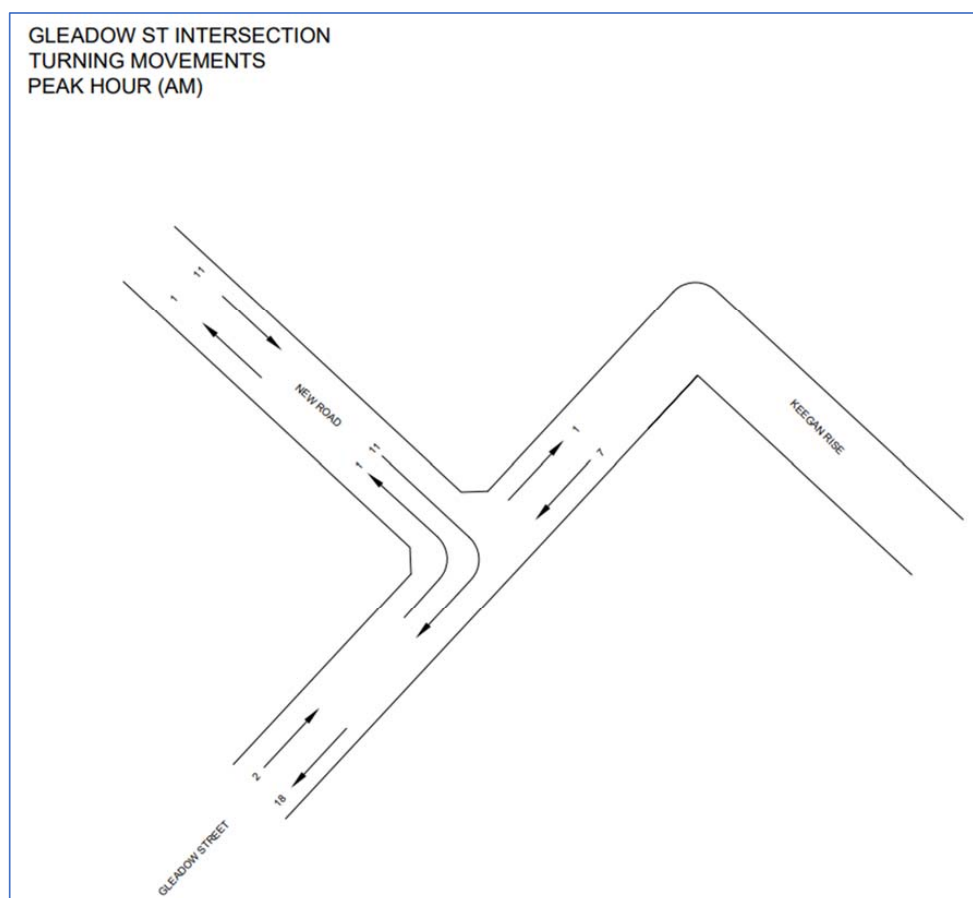 GLEADOW ST INTERSECTION
TURNING MOVEMENTS
PEAK HOUR (AM)
11
1
NEW ROAD
11
1
1
7
KEEGAN RISE
2
18
GLEADOW STREET